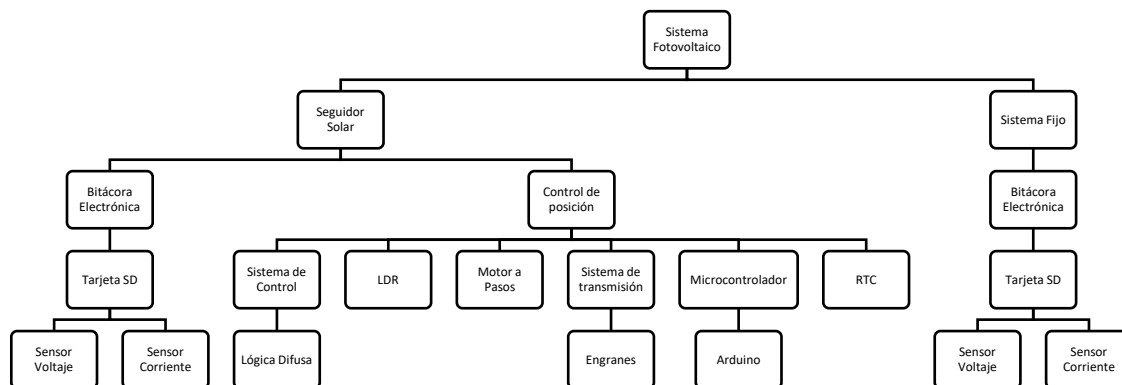 Sistema
Fotovoltaico
Seguidor
Solar
Sistema Fijo
Bitácora
Electrónica
Control de
posición
Bitácora
Electrónica
Tarjeta SD
Sistema de
Control
LDR
Motor a
Pasos
Sistema de
transmisión
Microcontrolador
RTC
Tarjeta SD
Sensor
Voltaje
Sensor
Corriente
Lógica Difusa
Engranes
Arduino
Sensor
Voltaje
Sensor
Corriente